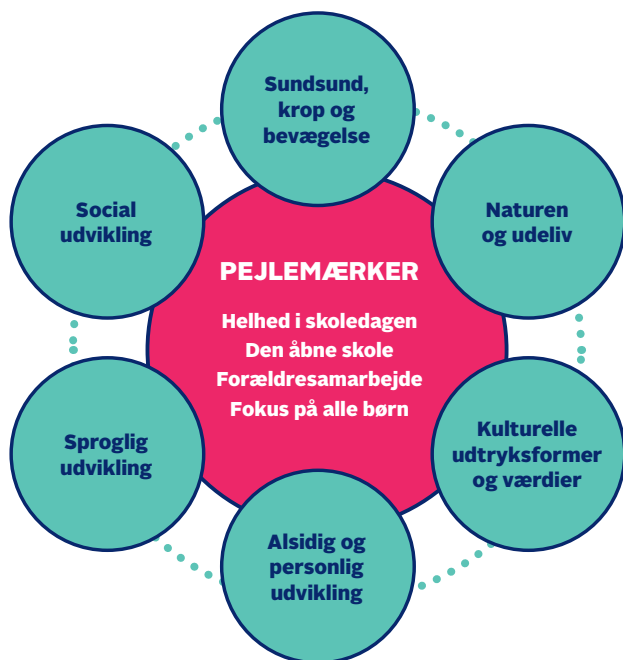 Sundsund,
krop og
bevægelse
Social
udvikling
Naturen
og udeliv
PEJLEMÆRKER
Helhed i skoledagen
Den åbne skole
Forældresamarbejde
Fokus på alle børn
Sproglig
udvikling
Kulturelle
udtryksformer
og værdier
Alsidig og
personlig
udvikling